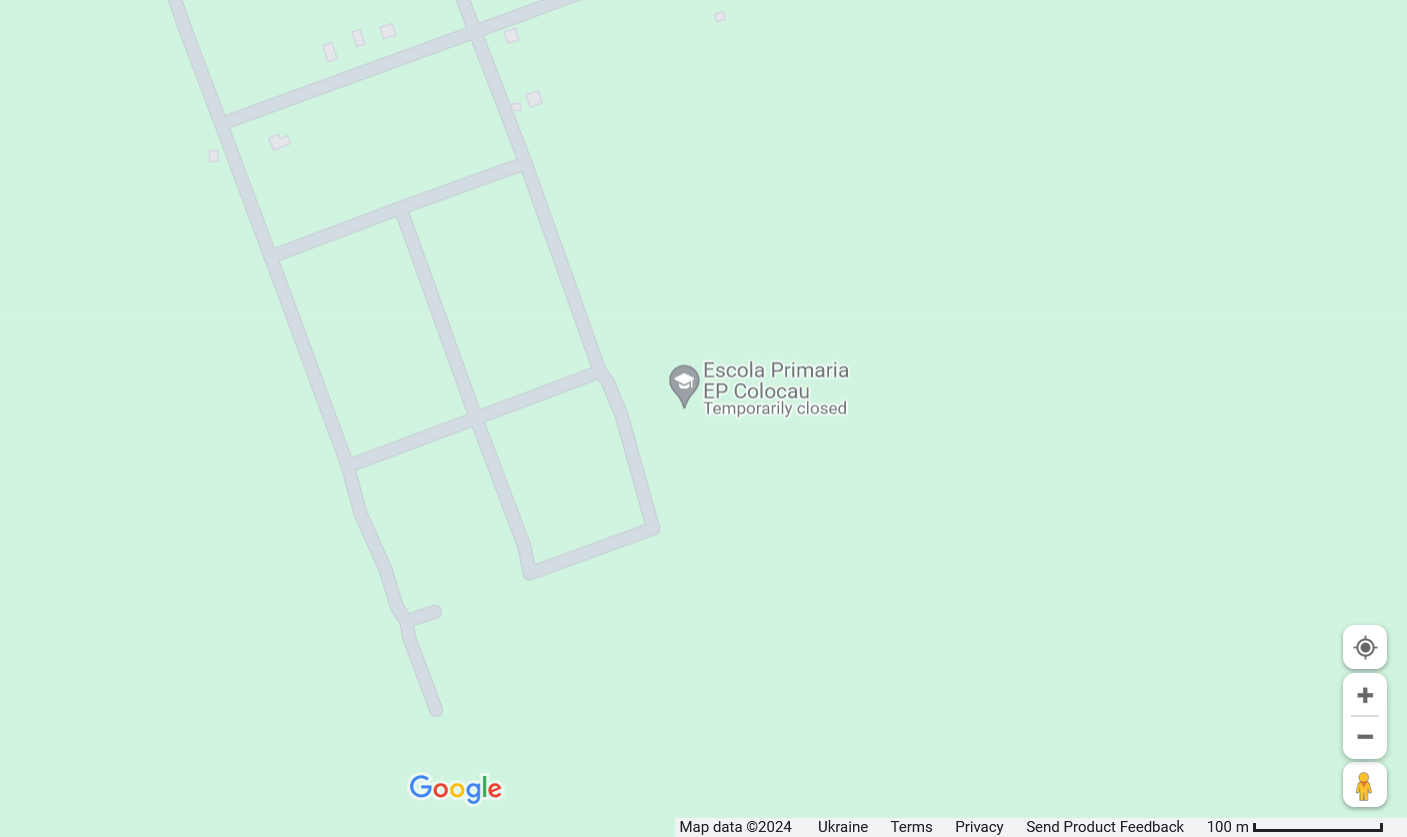 Escola Primaria
EP Colocau
Temporarily closed
Google
Map data ©2024 Ukraine Terms Privacy Send Product Feedback 100 m